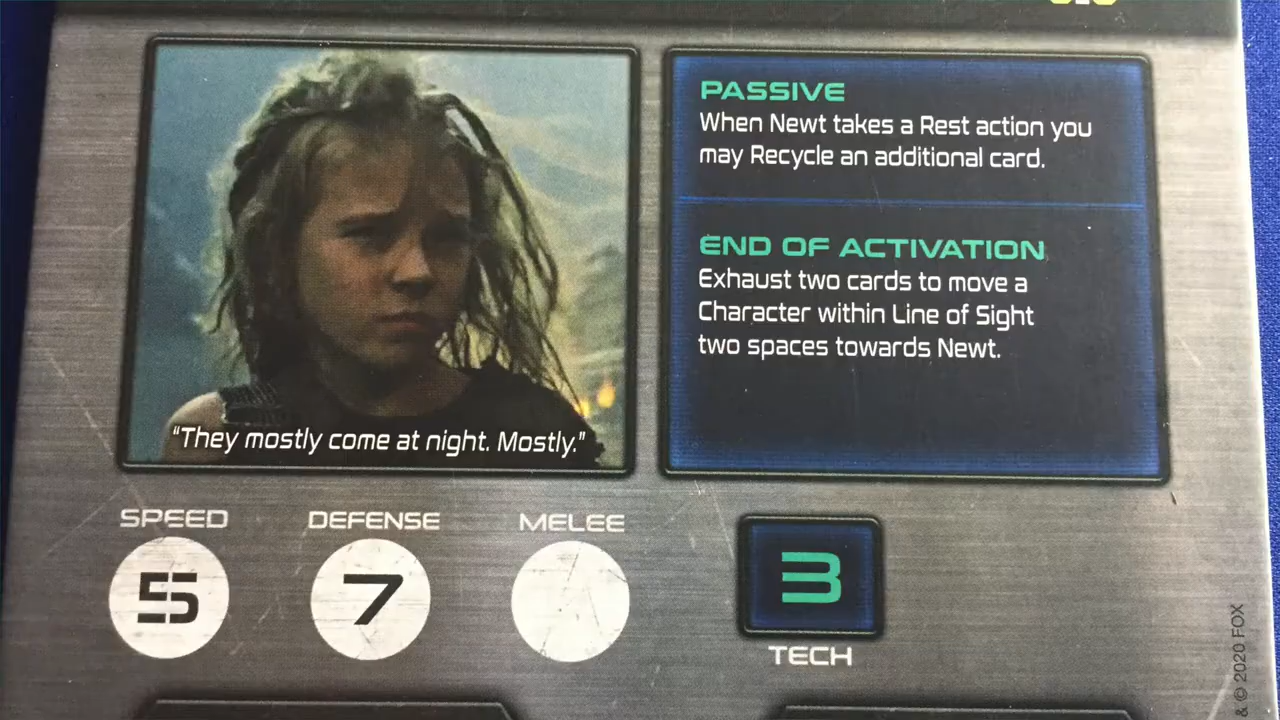 PASSIVE
When Newt takes a Rest action you
may Recycle an additional card.
END OF ACTIVATION
Exhaust two cards to move a
Character within Line of Sight
two spaces towards Newt.
"They mostly come at night. Mostly."
SPEED
DEFENSE
MELEE
5
7
3
TECH
& © 2020 FOX